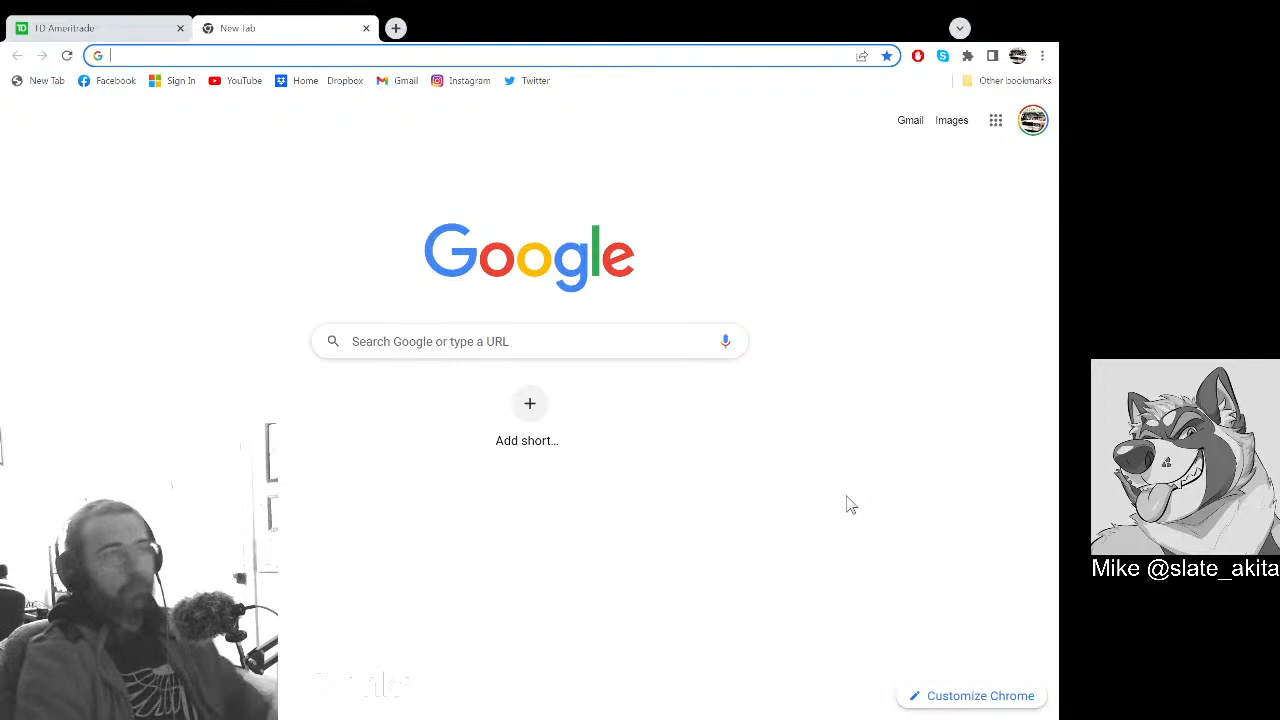 TD Ameritrade
New Tab
New Tab Facebook Sign In YouTube Home Dropbox Gmail Instagram Twitter Other bookmarks
Gmail Images
Google
Search Google or type a URL
Add short...
Mike @slate_akita
Customize Chrome